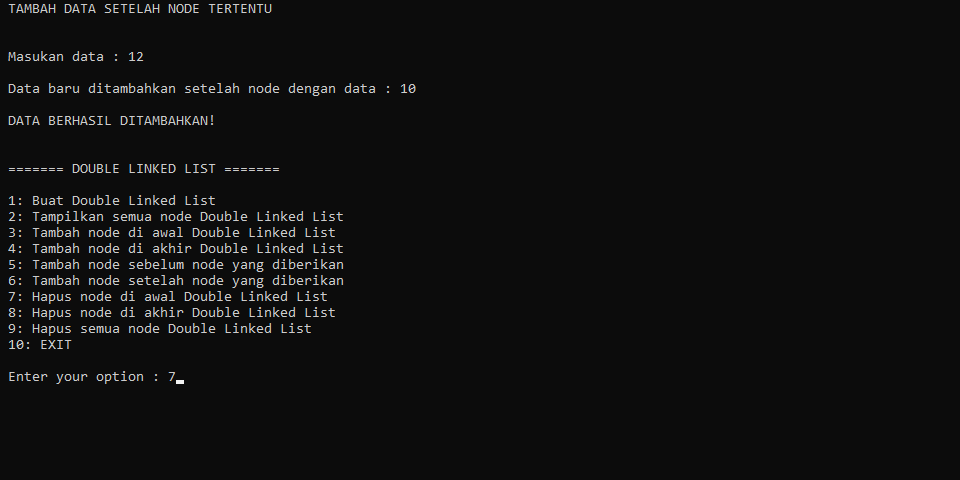 TAMBAH DATA SETELAH NODE TERTENTU
Masukan data : 12
Data baru ditambahkan setelah node dengan data : 10
DATA BERHASIL DITAMBAHKAN!
======= DOUBLE LINKED LIST =======
1: Buat Double Linked List
2: Tampilkan semua node Double Linked List
3: Tambah node di awal Double Linked List
4: Tambah node di akhir Double Linked List
5: Tambah node sebelum node yang diberikan
6: Tambah node setelah node yang diberikan
7: Hapus node di awal Double Linked List
8: Hapus node di akhir Double Linked List
9: Hapus semua node Double Linked List
10: EXIT
Enter your option : 7